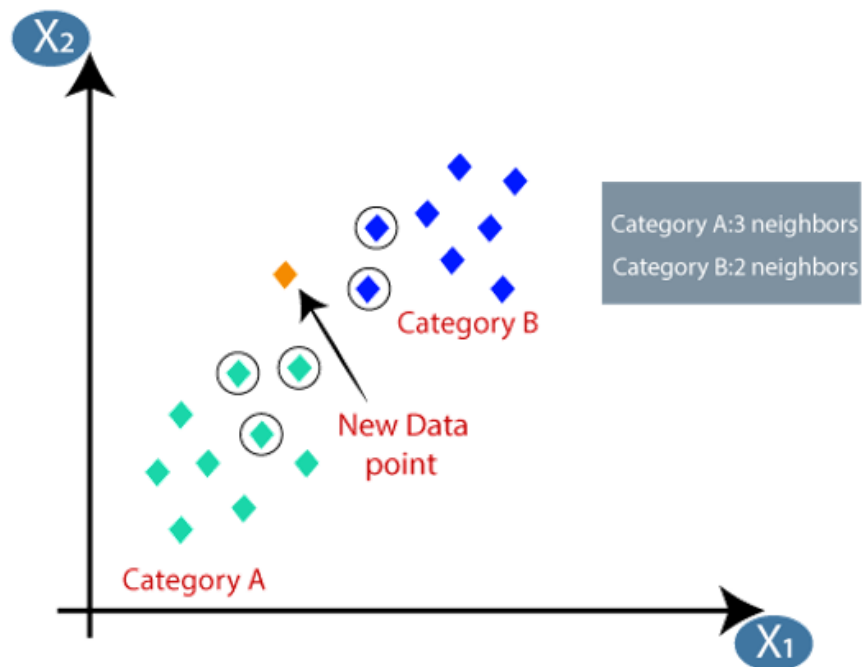 X₂
Category A:3 neighbors
Category B:2 neighbors
Category B
New Data
point
Category A
X₁